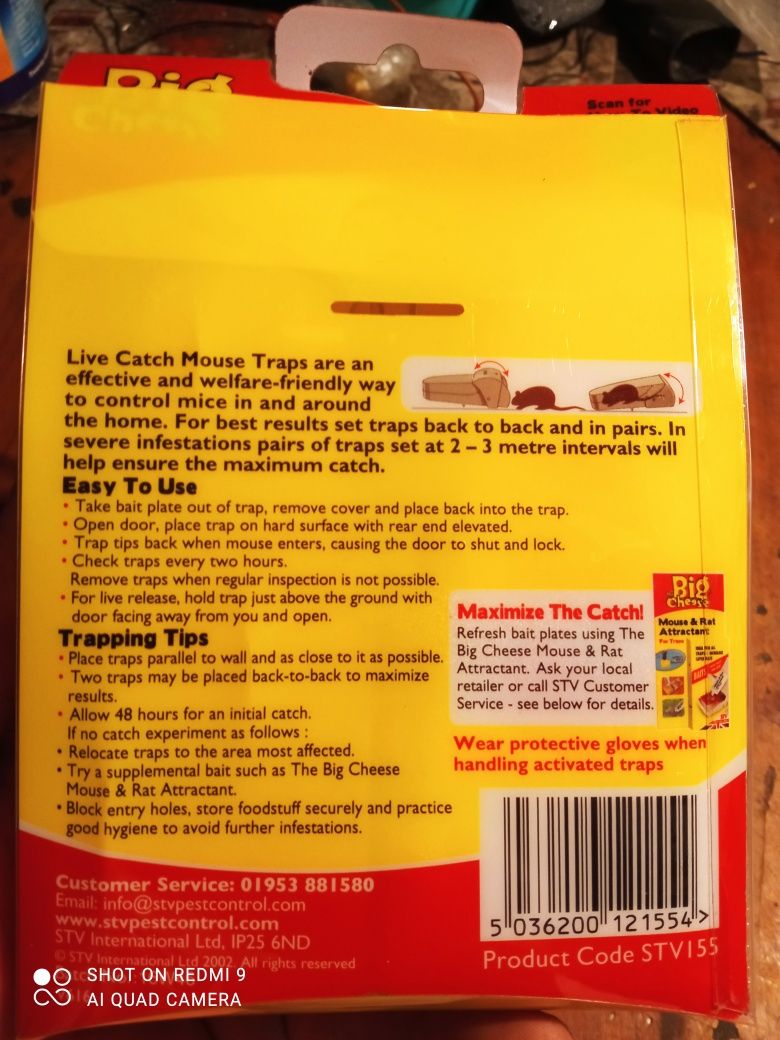 Big
Cheese
Scan for
How To Video
Live Catch Mouse Traps are an
effective and welfare-friendly way
to control mice in and around
the home. For best results set traps back to back and in pairs. In
severe infestations pairs of traps set at 2 – 3 metre intervals will
help ensure the maximum catch.
Easy To Use
• Take bait plate out of trap, remove cover and place back into the trap.
• Open door, place trap on hard surface with rear end elevated.
• Trap tips back when mouse enters, causing the door to shut and lock.
• Check traps every two hours.
Remove traps when regular inspection is not possible.
• For live release, hold trap just above the ground with
door facing away from you and open.
Trapping Tips
• Place traps parallel to wall and as close to it as possible.
• Two traps may be placed back-to-back to maximize
results.
• Allow 48 hours for an initial catch.
If no catch experiment as follows :
• Relocate traps to the area most affected.
• Try a supplemental bait such as The Big Cheese
Mouse & Rat Attractant.
• Block entry holes, store foodstuff securely and practice
good hygiene to avoid further infestations.
Maximize The Catch!
Refresh bait plates using The
Big Cheese Mouse & Rat
Attractant. Ask your local
retailer or call STV Customer
Service - see below for details.
Big
Cheese
Mouse & Rat
Attractant
For Traps
Wear protective gloves when
handling activated traps
Customer Service: 01953 881580
Email: info@stvpestcontrol.com
www.stvpestcontrol.com
STV International Ltd, IP25 6ND
© STV International Ltd 2002. All rights reserved
5 036200 121554 >
Product Code STV155
SHOT ON REDMI 9
AI QUAD CAMERA